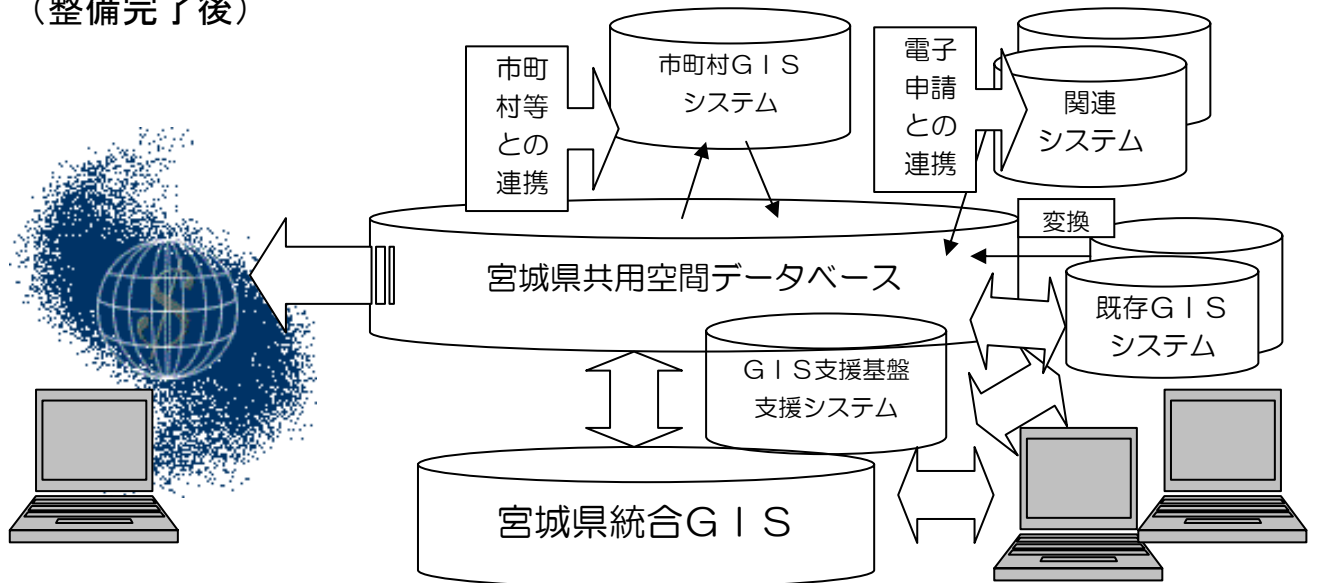 （整備完了後）
市町
村等
との
連携
市町村ＧＩＳ
システム
電子
申請
との
連携
関連
システム
変換
宮城県共用空間データベース
既存ＧＩＳ
システム
ＧＩＳ支援基盤
支援システム
宮城県統合ＧＩＳ